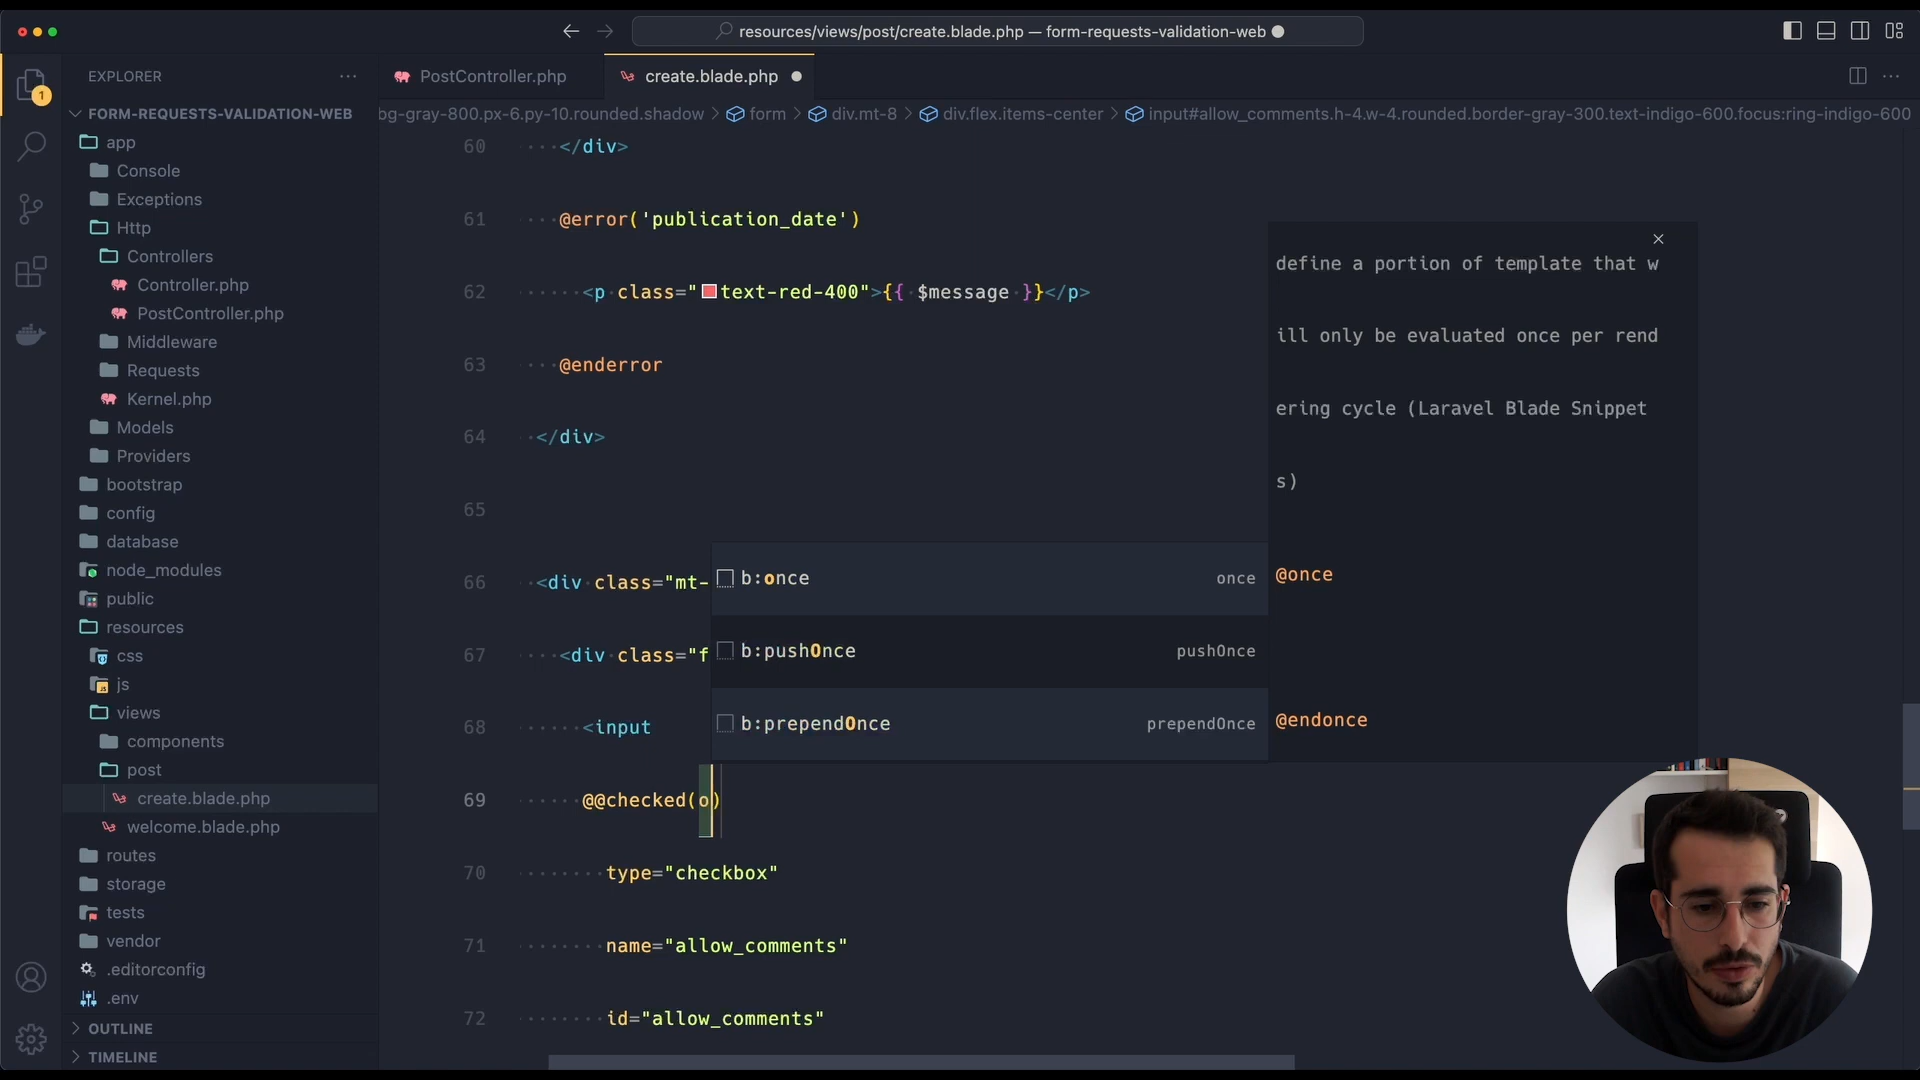 resources/views/post/create.blade.php — form-requests-validation-web
EXPLORER
PostController.php
create.blade.php
1
FORM-REQUESTS-VALIDATION-WEB
bg-gray-800.px-6.py-10.rounded.shadow > form > div.mt-8 > div.flex.items-center > input#allow_comments.h-4.w-4.rounded.border-gray-300.text-indigo-600.focus:ring-indigo-600
app
Console
Exceptions
Http
Controllers
Controller.php
PostController.php
Middleware
Requests
Kernel.php
Models
Providers
bootstrap
config
database
node_modules
public
resources
css
js
views
components
post
create.blade.php
welcome.blade.php
routes
storage
tests
vendor
.editorconfig
.env
OUTLINE
TIMELINE
60 </div>
61 @error('publication_date')
62 <p class="text-red-400">{{ $message }}</p>
63 @enderror
64 </div>
65
66 <div class="mt-
67 <div class="f
68 <input
69 @@checked(o)
70 type="checkbox"
71 name="allow_comments"
72 id="allow_comments"
b:once once
b:pushOnce pushOnce
b:prependOnce prependOnce
define a portion of template that w
ill only be evaluated once per rend
ering cycle (Laravel Blade Snippet
s)
@once
@endonce